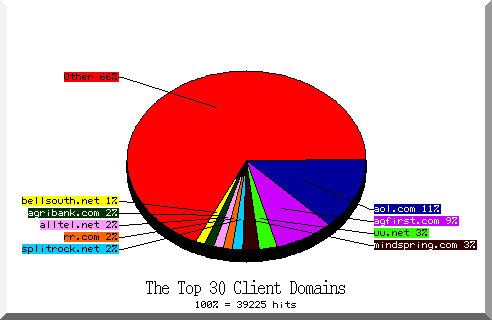 Other 66%
bellsouth.net 1%
agribank.com 2%
alltel.net 2%
rr.com 2%
splitrock.net 2%
aol.com 11%
agfirst.com 9%
uu.net 3%
mindspring.com 3%
The Top 30 Client Domains
100% = 39225 hits